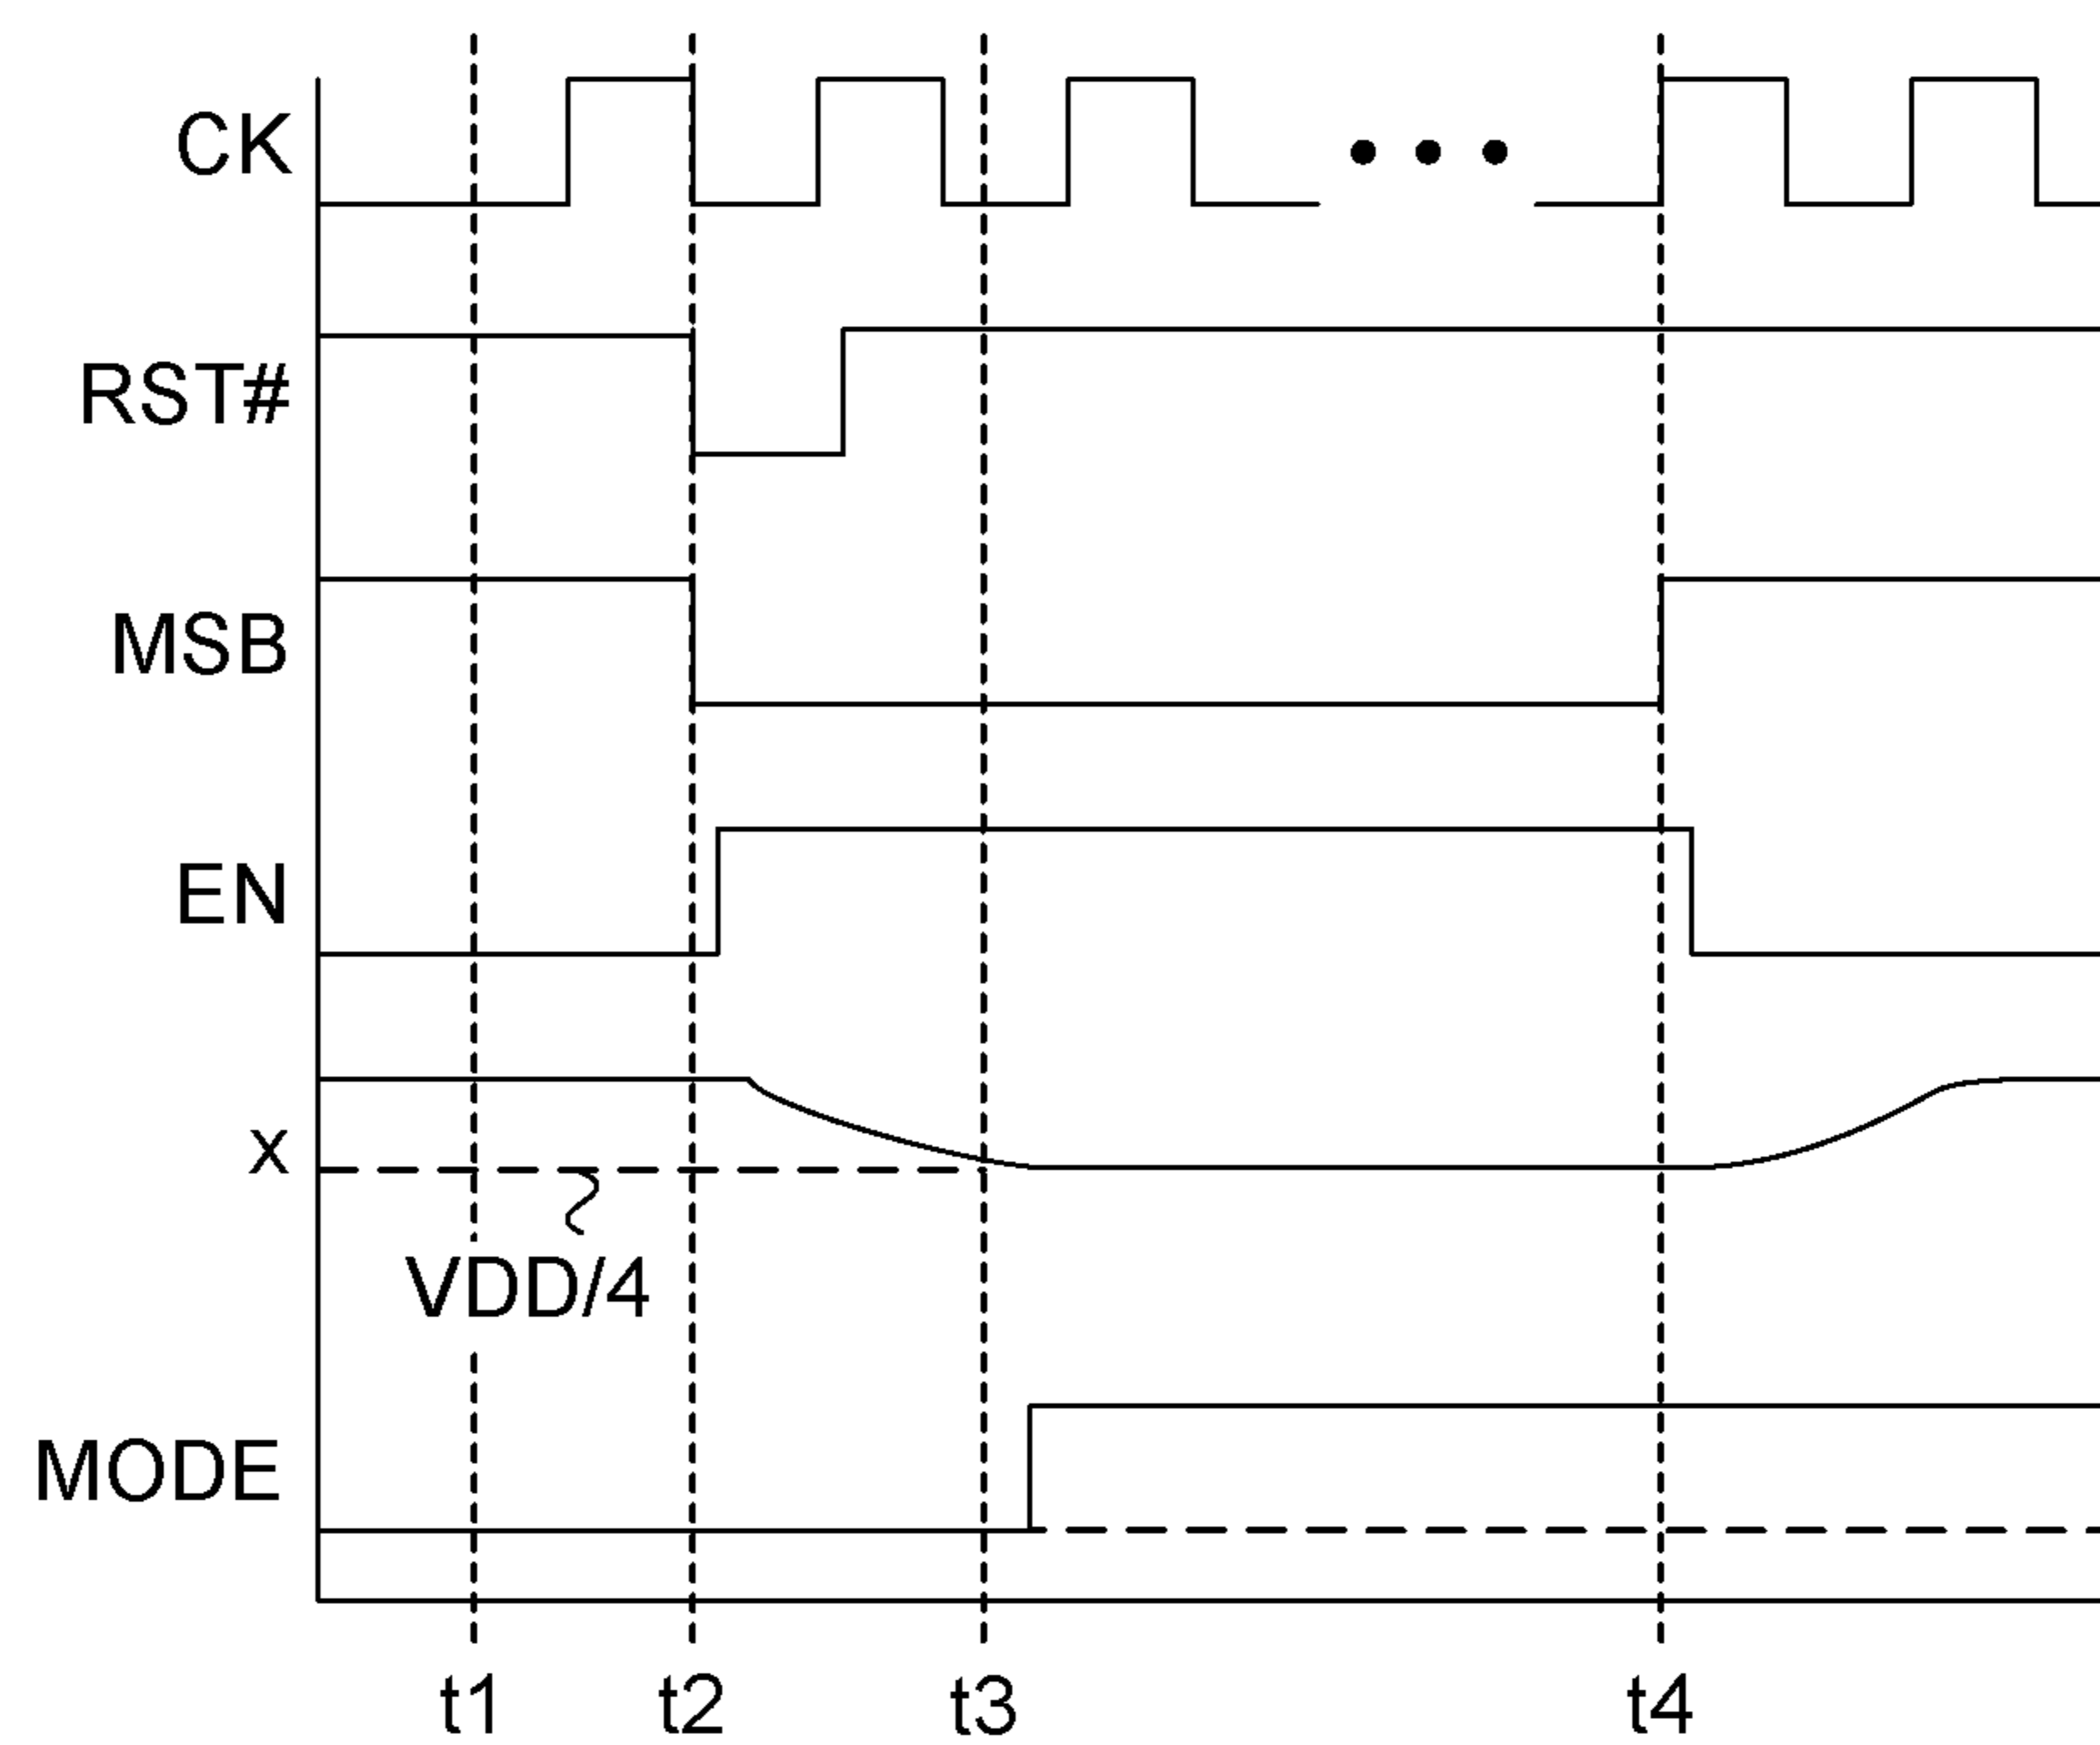 CK
RST#
MSB
EN
x
VDD/4
MODE
t1 t2 t3 t4